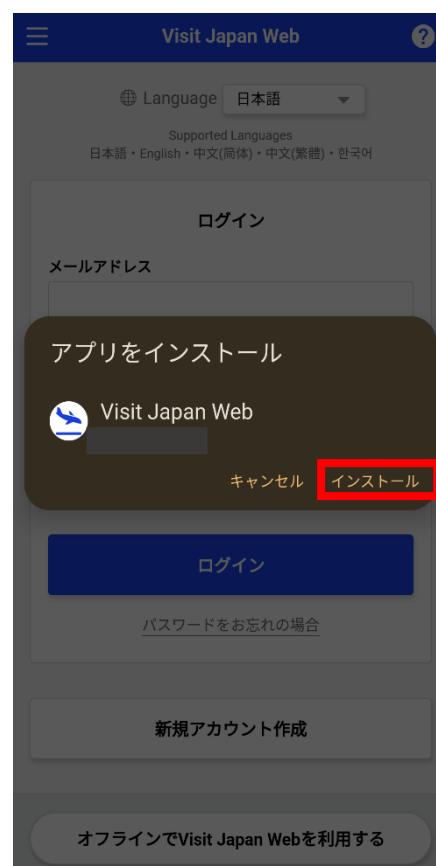 Visit Japan Web
?
Language 日本語
Supported Languages
日本語・English・中文(简体)・中文(繁體)・한국어
ログイン
メールアドレス
アプリをインストール
Visit Japan Web
キャンセル インストール
ログイン
パスワードをお忘れの場合
新規アカウント作成
オフラインでVisit Japan Webを利用する